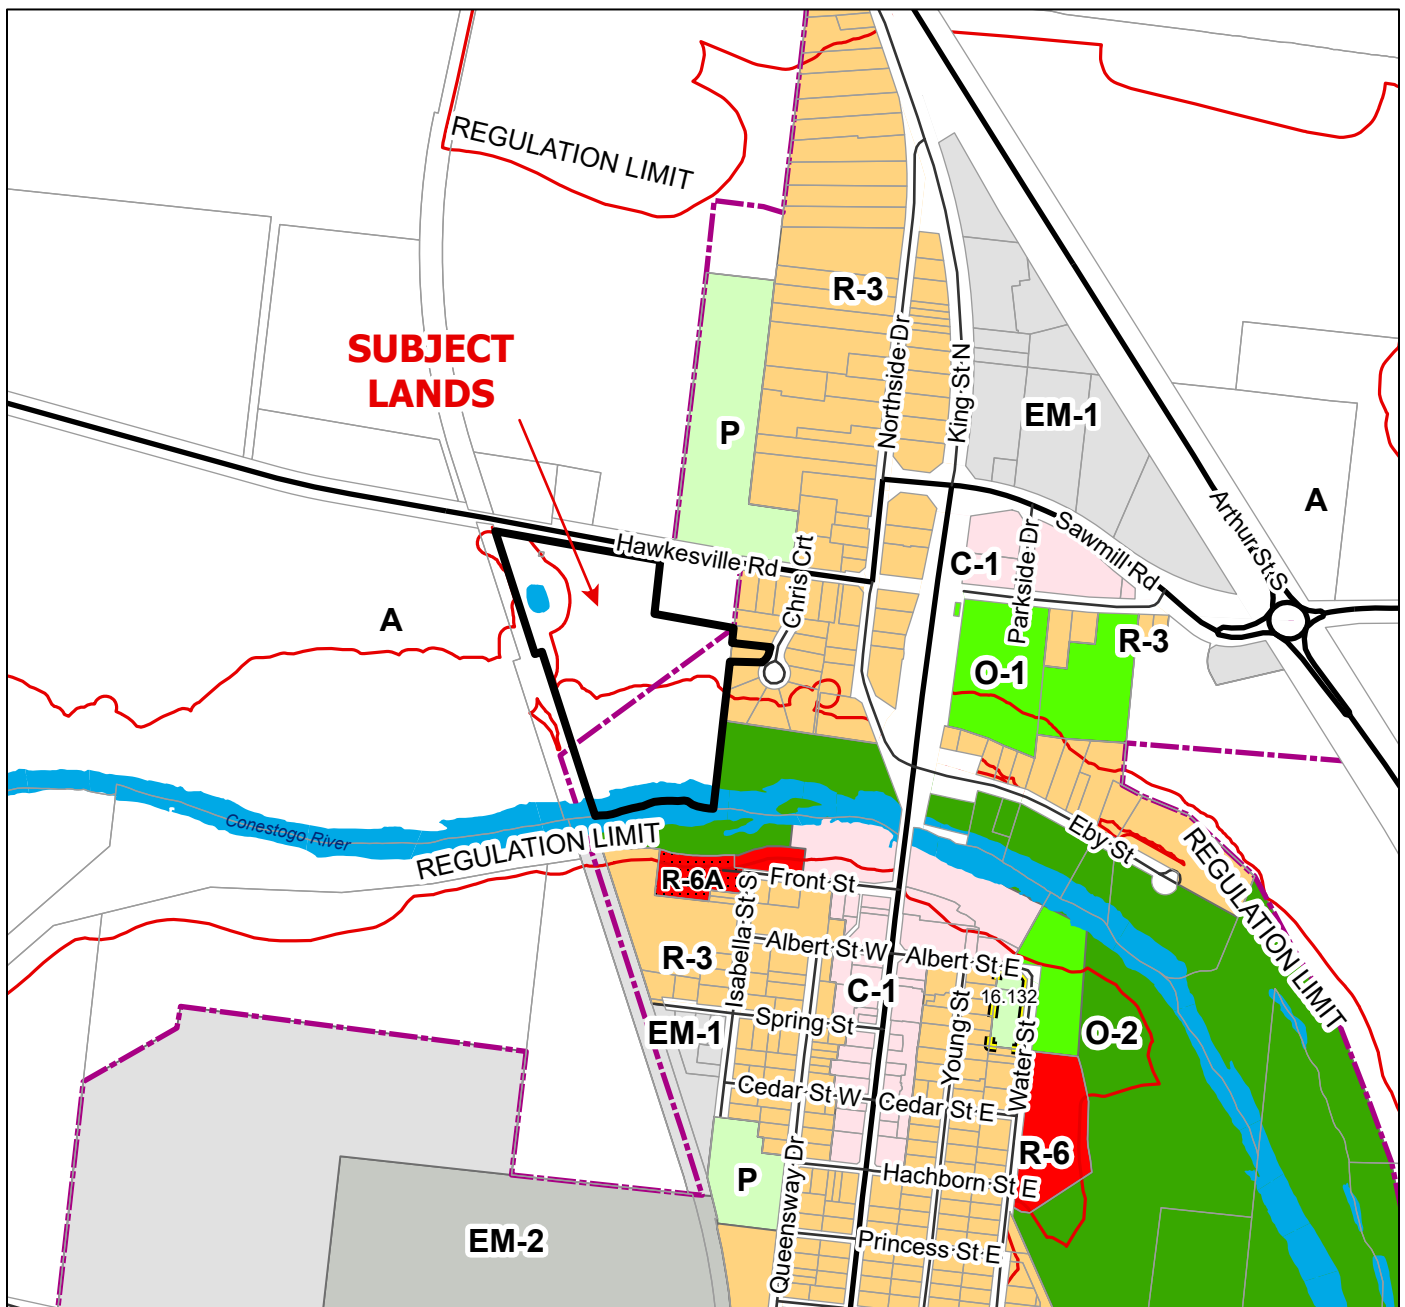 REGULATION LIMIT
R-3
Northside Dr
King St N
SUBJECT
LANDS
P
EM-1
A
Arthur St S
Hawkesville Rd
Chris Crt
C-1
Parkside Dr
Sawmill Rd
A
R-3
O-1
Conestogo River
REGULATION LIMIT
Eby St
REGULATION LIMIT
R-6A
Front St
Isabella St S
R-3
Albert St W
Albert St E
C-1
16.132
Spring St
EM-1
Young St
Water St
O-2
Cedar St W
Cedar St E
R-6
P
Hachborn St E
Queensway Dr
EM-2
Princess St E